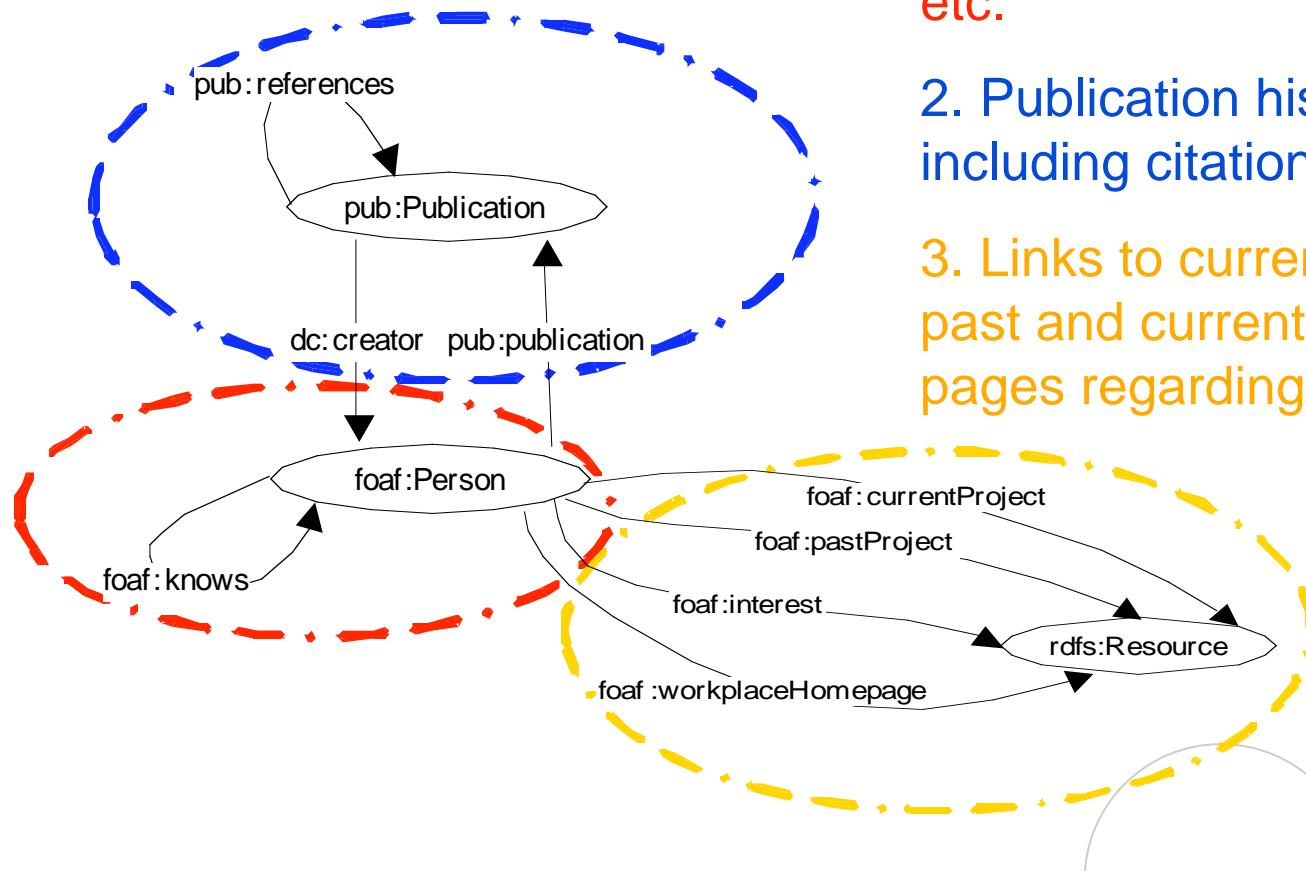 etc.
2. Publication his
including citation
3. Links to curre
past and current
pages regarding
pub:references
pub:Publication
dc:creator pub:publication
foaf:Person
foaf:knows
foaf:currentProject
foaf:pastProject
foaf:interest
rdfs:Resource
foaf:workplaceHomepage